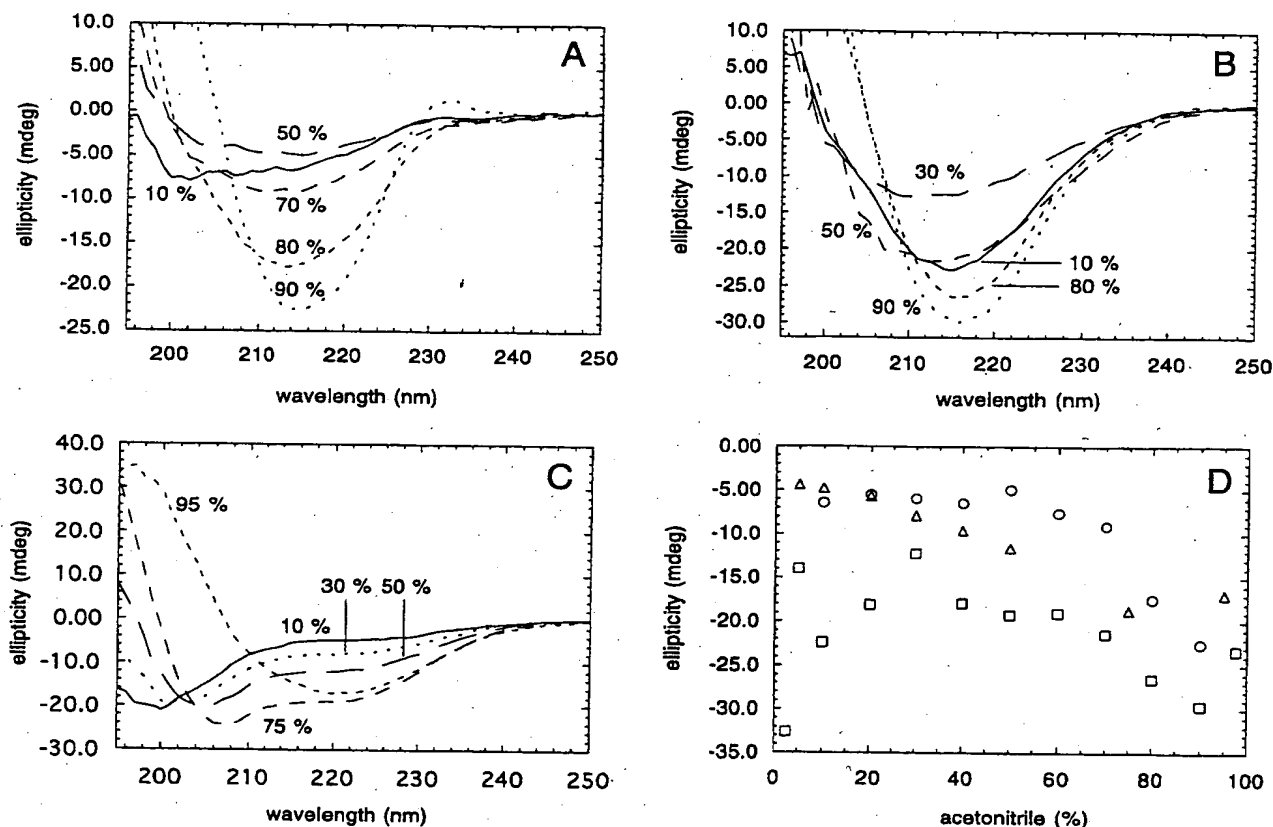 A
10.0
5.00
0.00
-5.00
-10.0
-15.0
-20.0
-25.0
ellipticity (mdeg)
50 %
10 %
70 %
80 %
90 %
200 210 220 230 240 250
wavelength (nm)
B
10.0
5.00
0.00
-5.00
-10.0
-15.0
-20.0
-25.0
-30.0
ellipticity (mdeg)
30 %
50 %
10 %
80 %
90 %
200 210 220 230 240 250
wavelength (nm)
C
40.0
30.0
20.0
10.0
0.00
-10.0
-20.0
-30.0
ellipticity (mdeg)
95 %
30 % 50 %
10 %
75 %
200 210 220 230 240 250
wavelength (nm)
D
0.00
-5.00
-10.0
-15.0
-20.0
-25.0
-30.0
-35.0
ellipticity (mdeg)
0 20 40 60 80 100
acetonitrile (%)